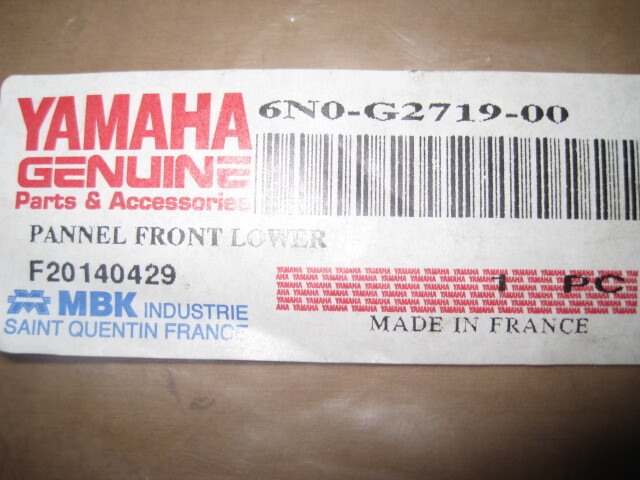 YAMAHA
GENUINE
Parts & Accessories
6N0-G2719-00
PANNEL FRONT LOWER
F20140429
1 PC
MBK INDUSTRIE
SAINT QUENTIN FRANCE
MADE IN FRANCE